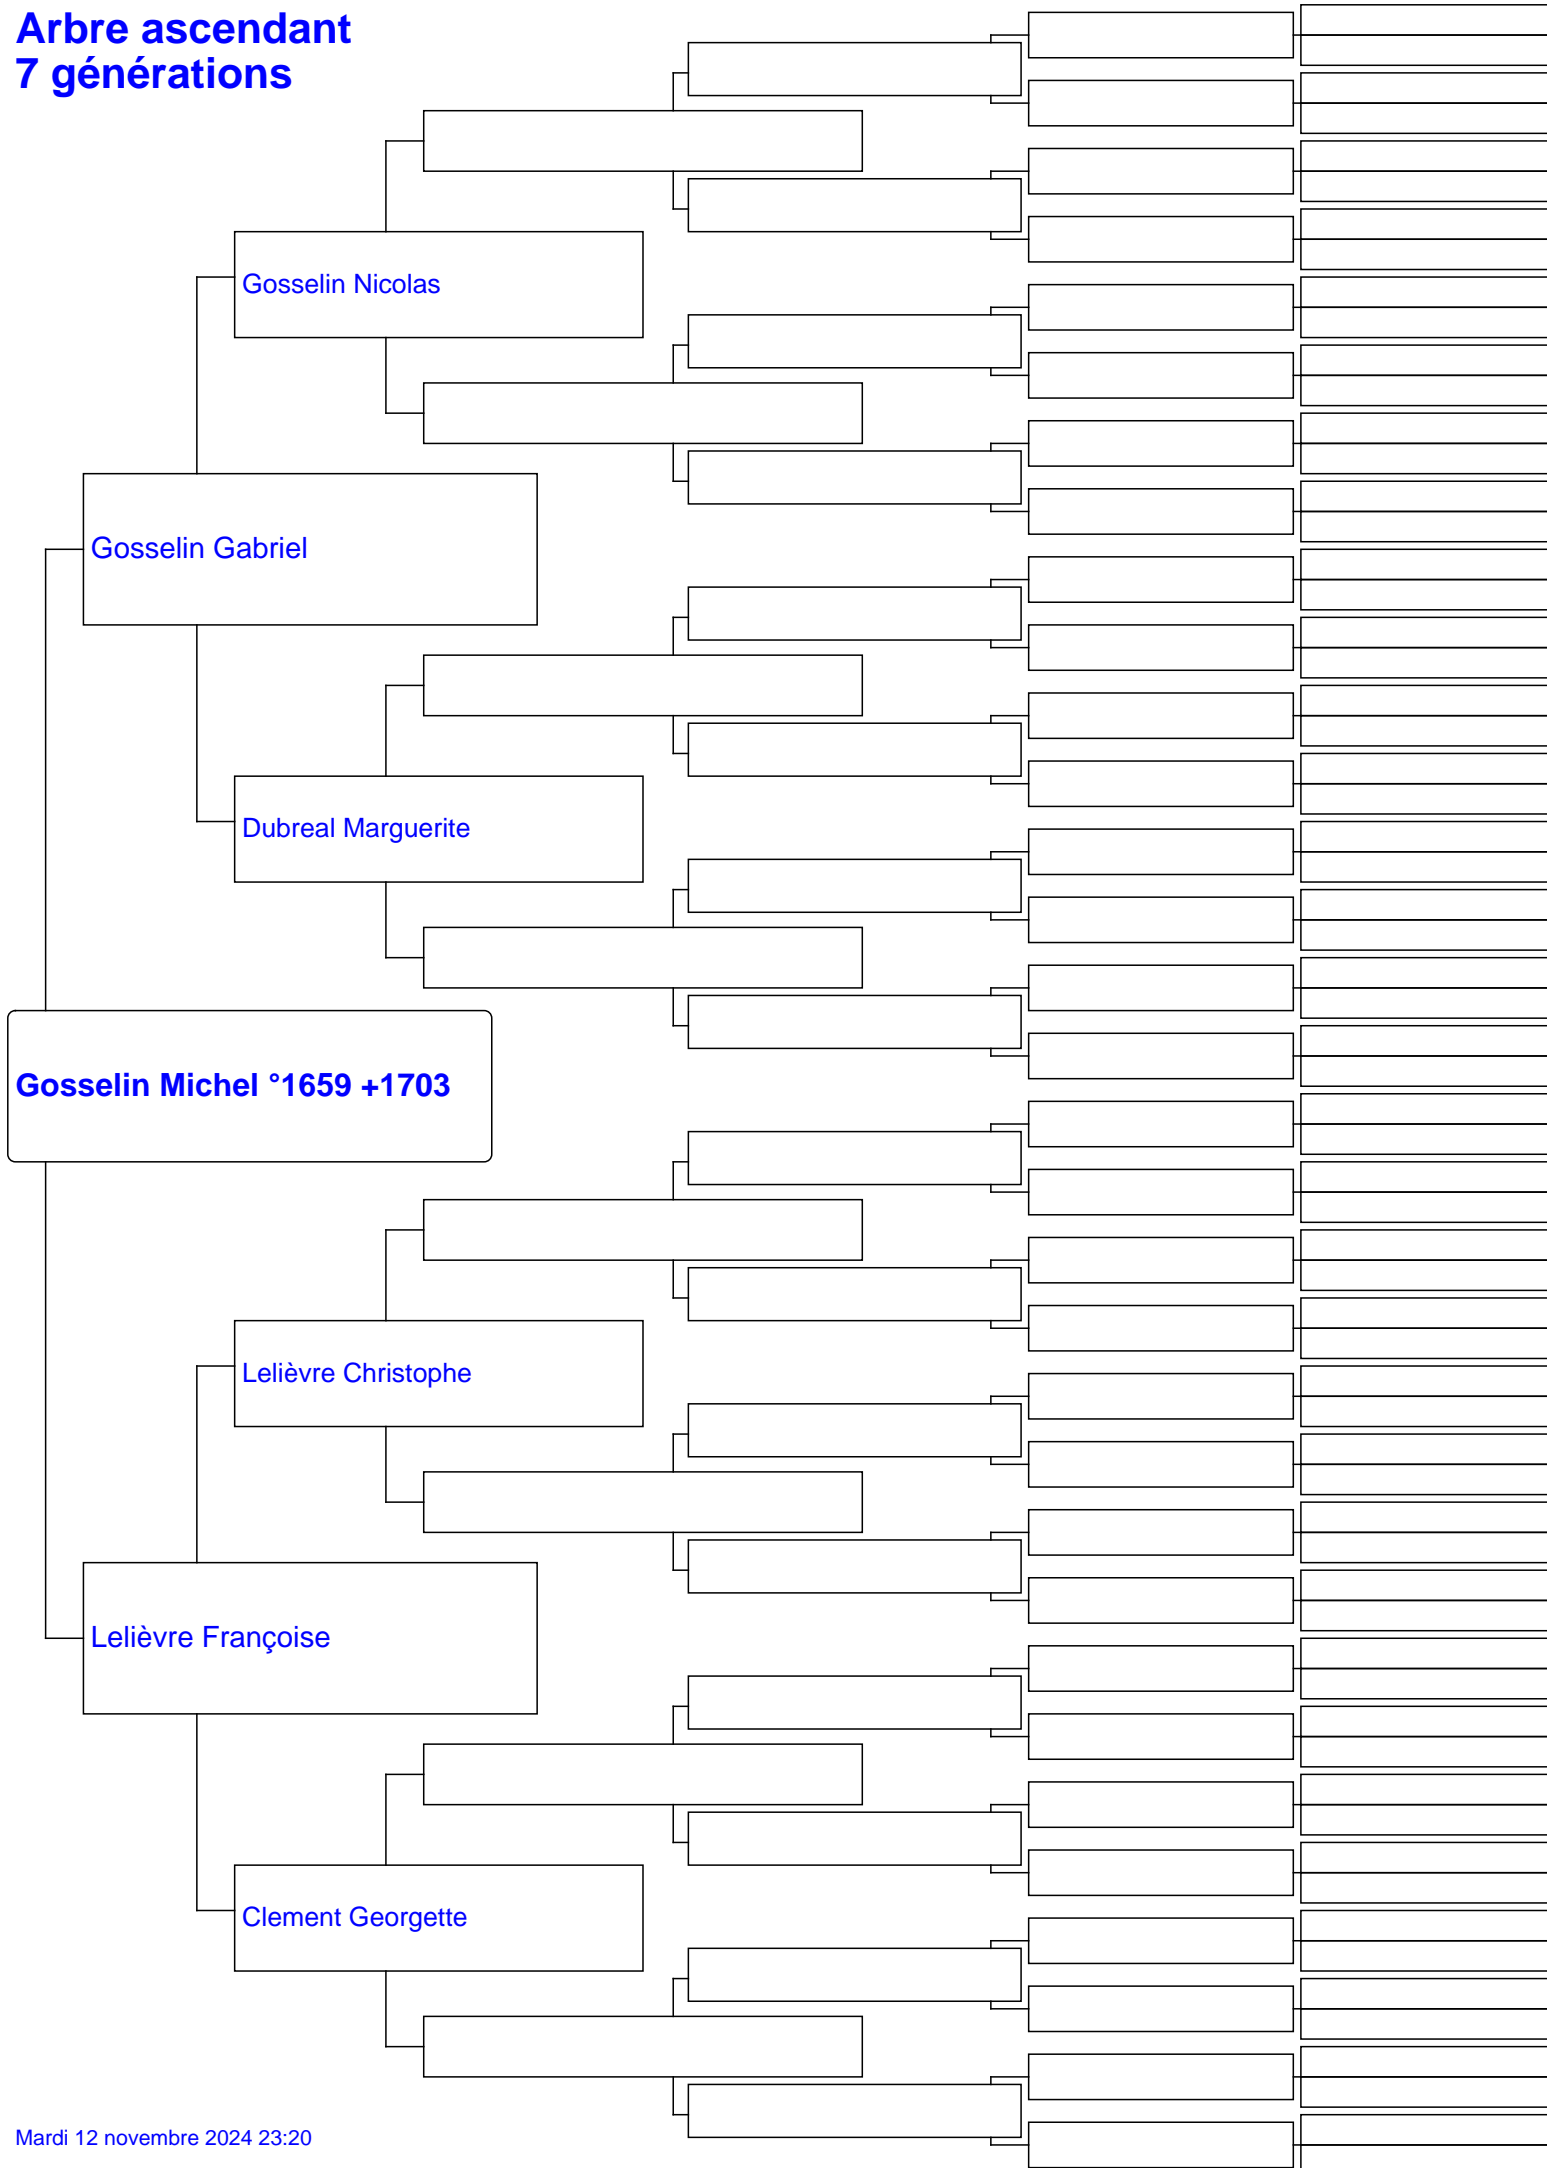 Arbre ascendant
7 générations
Gosselin Nicolas
Gosselin Gabriel
Dubreal Marguerite
Gosselin Michel °1659 +1703
Lelièvre Christophe
Lelièvre Françoise
Clement Georgette
Mardi 12 novembre 2024 23:20